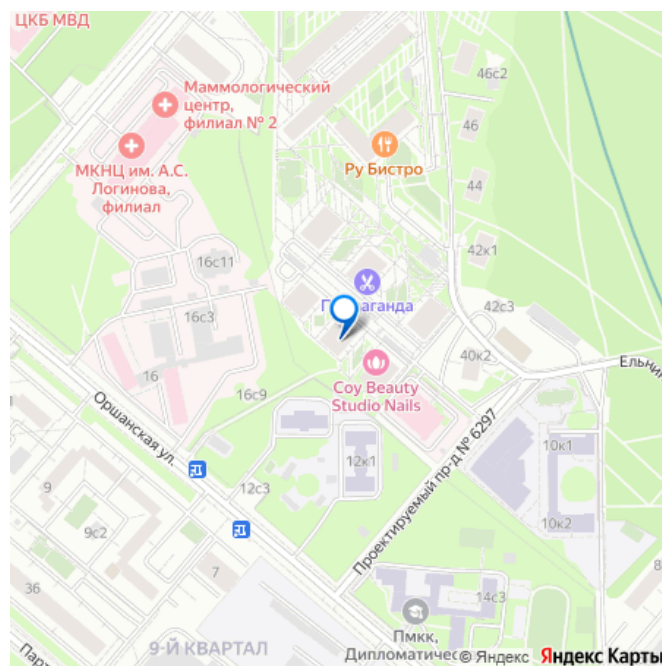 ЦКБ МВД
Маммологический
центр,
филиал № 2
МКНЦ им. А.С.
Логинова,
филиал
46с2
46
Ру Бистро
44
42к1
16с11
16с3
42с3
40к2
16
16с9
Coy Beauty
Studio Nails
Оршанская ул.
12к1
12с3
Проектируемый пр-д № 6297
10к1
10к2
9
9с2
7
36
14с3
9-Й КВАРТАЛ
Пмкк,
© Яндекс
Яндекс Карты